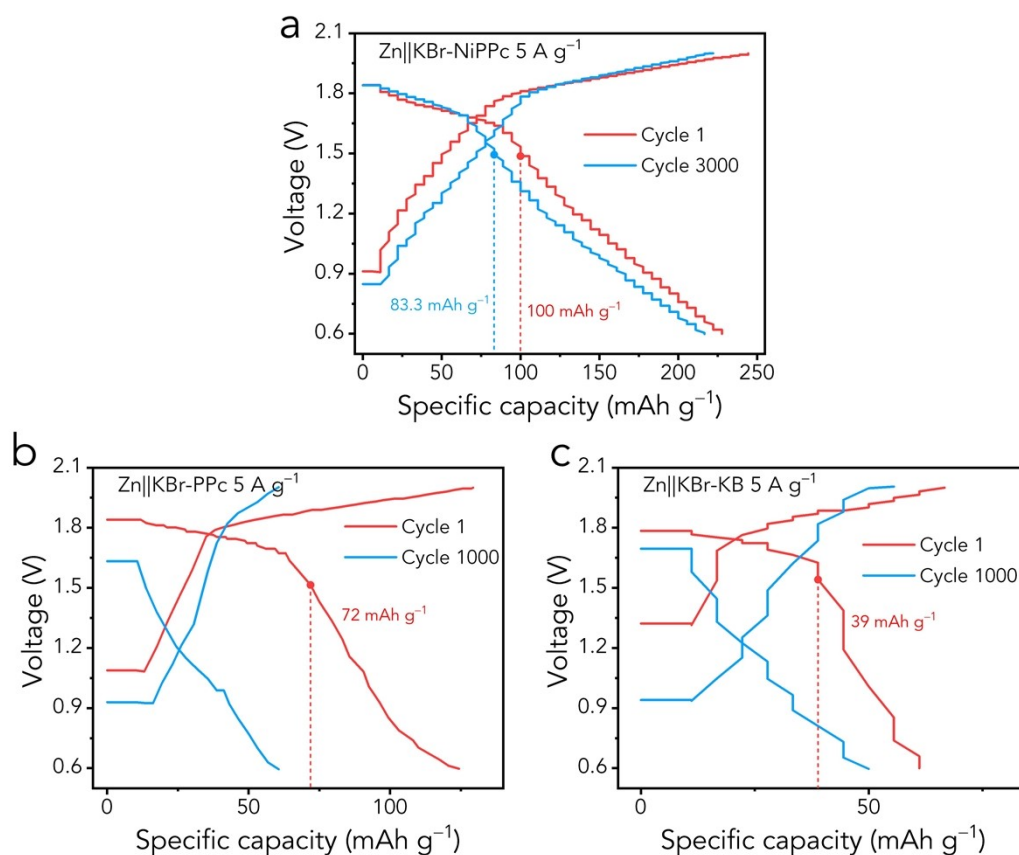 a
Zn||KBr-NiPPc 5 A g⁻¹
Cycle 1
Cycle 3000
83.3 mAh g⁻¹
100 mAh g⁻¹
2.1
1.8
1.5
1.2
0.9
0.6
Voltage (V)
0 50 100 150 200 250
Specific capacity (mAh g⁻¹)
b
Zn||KBr-PPc 5 A g⁻¹
Cycle 1
Cycle 1000
72 mAh g⁻¹
2.1
1.8
1.5
1.2
0.9
0.6
Voltage (V)
0 50 100
Specific capacity (mAh g⁻¹)
c
Zn||KBr-KB 5 A g⁻¹
Cycle 1
Cycle 1000
39 mAh g⁻¹
2.1
1.8
1.5
1.2
0.9
0.6
Voltage (V)
0 50
Specific capacity (mAh g⁻¹)